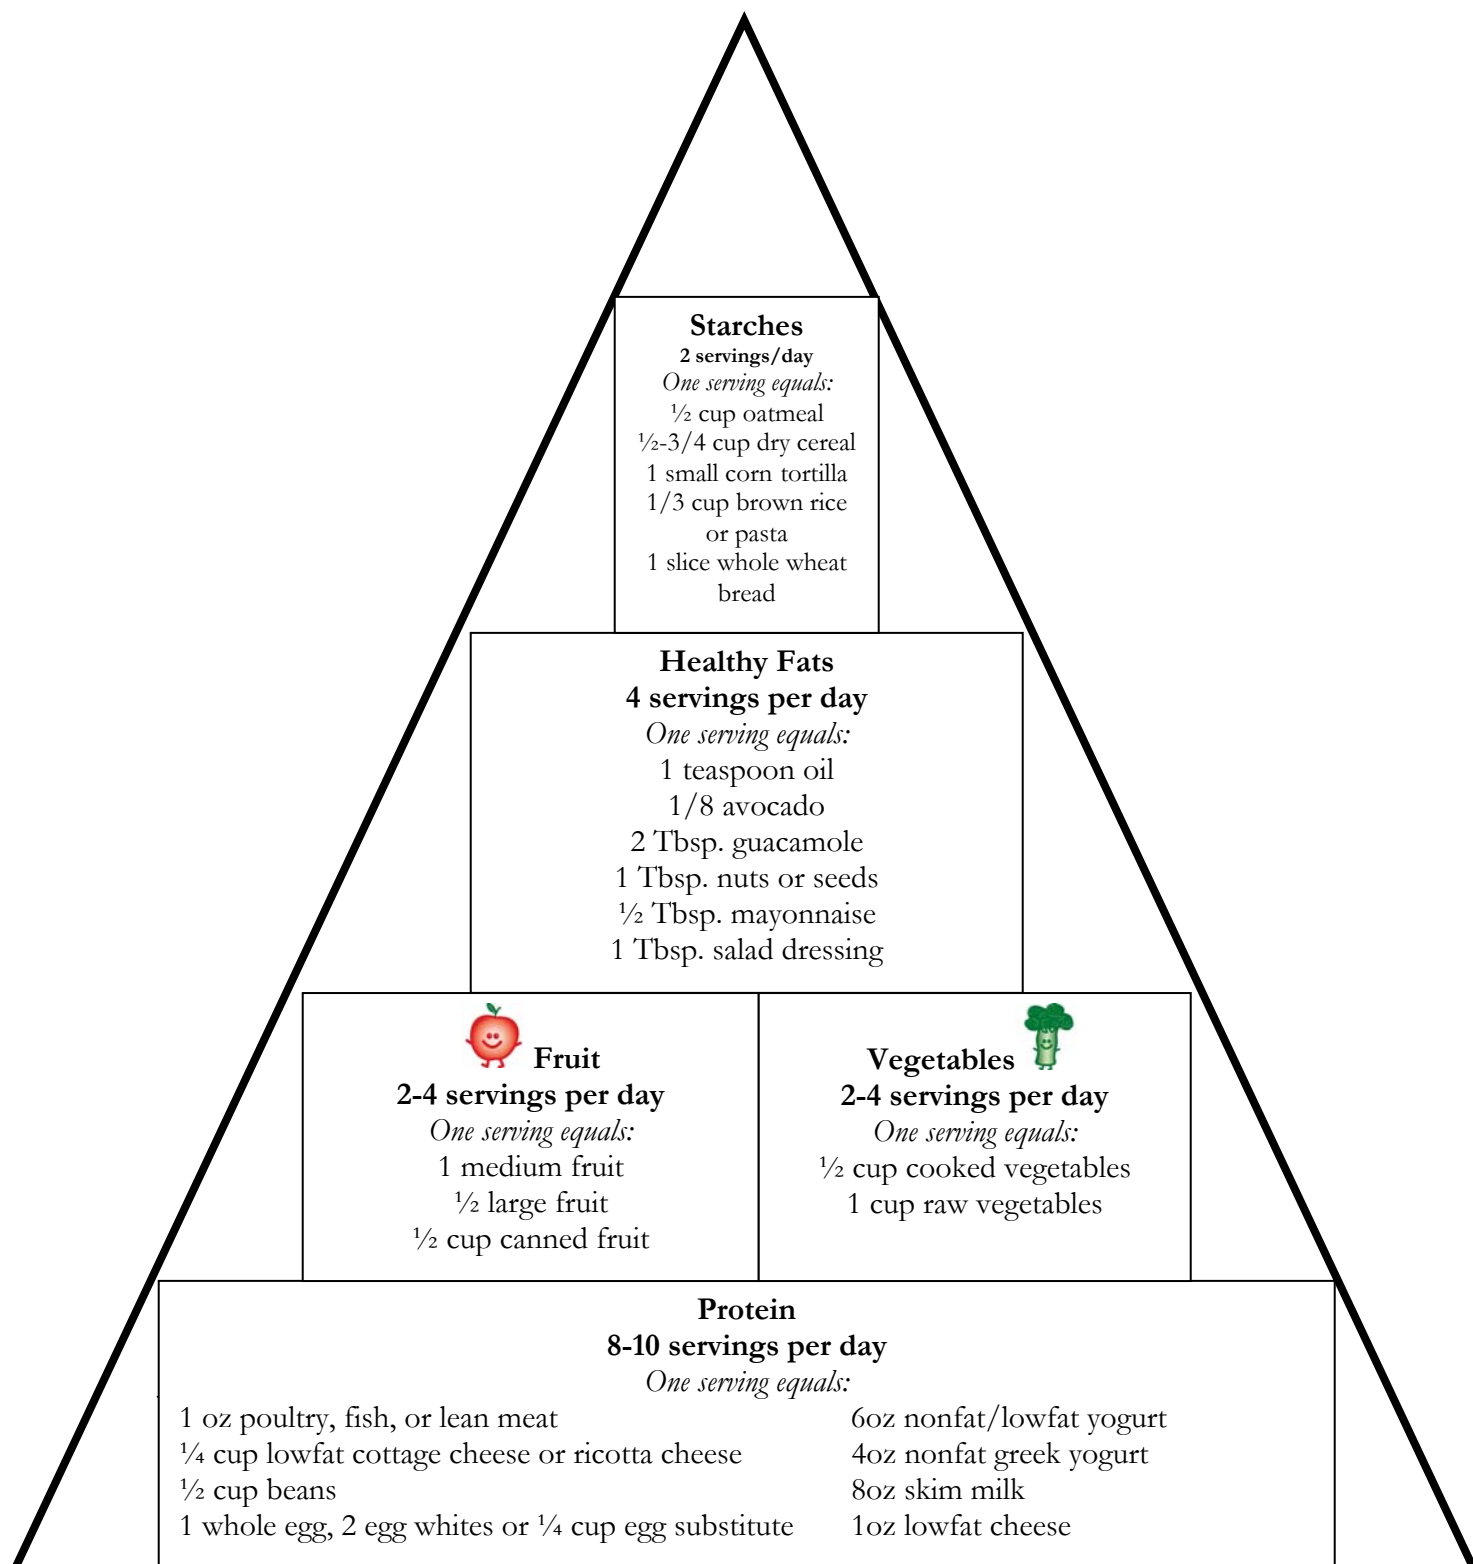 Starches
2 servings/day
One serving equals:
½ cup oatmeal
½-3/4 cup dry cereal
1 small corn tortilla
1/3 cup brown rice
or pasta
1 slice whole wheat
bread
Healthy Fats
4 servings per day
One serving equals:
1 teaspoon oil
1/8 avocado
2 Tbsp. guacamole
1 Tbsp. nuts or seeds
½ Tbsp. mayonnaise
1 Tbsp. salad dressing
Fruit
2-4 servings per day
One serving equals:
1 medium fruit
½ large fruit
½ cup canned fruit
Vegetables
2-4 servings per day
One serving equals:
½ cup cooked vegetables
1 cup raw vegetables
Protein
8-10 servings per day
One serving equals:
1 oz poultry, fish, or lean meat
¼ cup lowfat cottage cheese or ricotta cheese
½ cup beans
1 whole egg, 2 egg whites or ¼ cup egg substitute
6oz nonfat/lowfat yogurt
4oz nonfat greek yogurt
8oz skim milk
1oz lowfat cheese